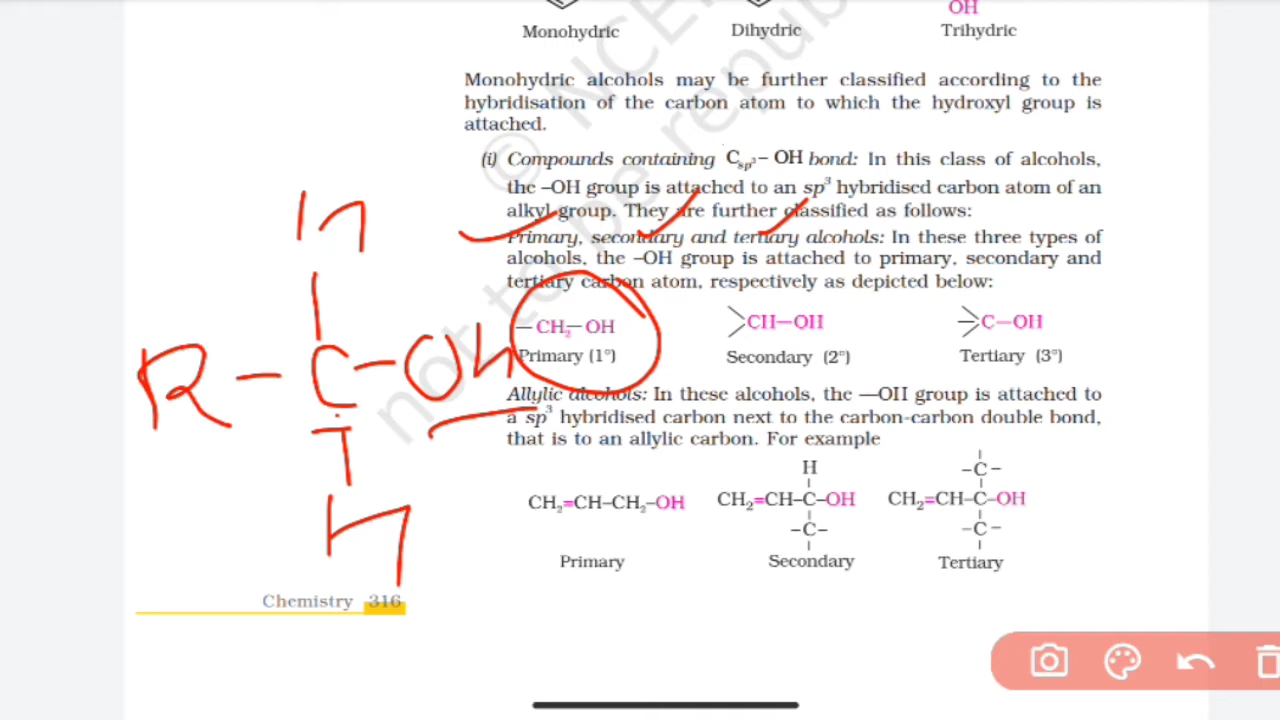 OH
Monohydric Dihydric Trihydric
Monohydric alcohols may be further classified according to the
hybridisation of the carbon atom to which the hydroxyl group is
attached.
(i) Compounds containing Csp³– OH bond: In this class of alcohols,
the –OH group is attached to an sp³ hybridised carbon atom of an
alkyl group. They are further classified as follows:
Primary, secondary and tertiary alcohols: In these three types of
alcohols, the –OH group is attached to primary, secondary and
tertiary carbon atom, respectively as depicted below:
–CH₂–OH >CH–OH C–OH
Primary (1°) Secondary (2°) Tertiary (3°)
Allylic alcohols: In these alcohols, the —OH group is attached to
a sp³ hybridised carbon next to the carbon-carbon double bond,
that is to an allylic carbon. For example
H –C–
CH₂=CH–CH₂–OH CH₂=CH–C–OH CH₂=CH–C–OH
–C– –C–
Primary Secondary Tertiary
H
R–C–OH
H
Chemistry 316
not to be republ
© NCE